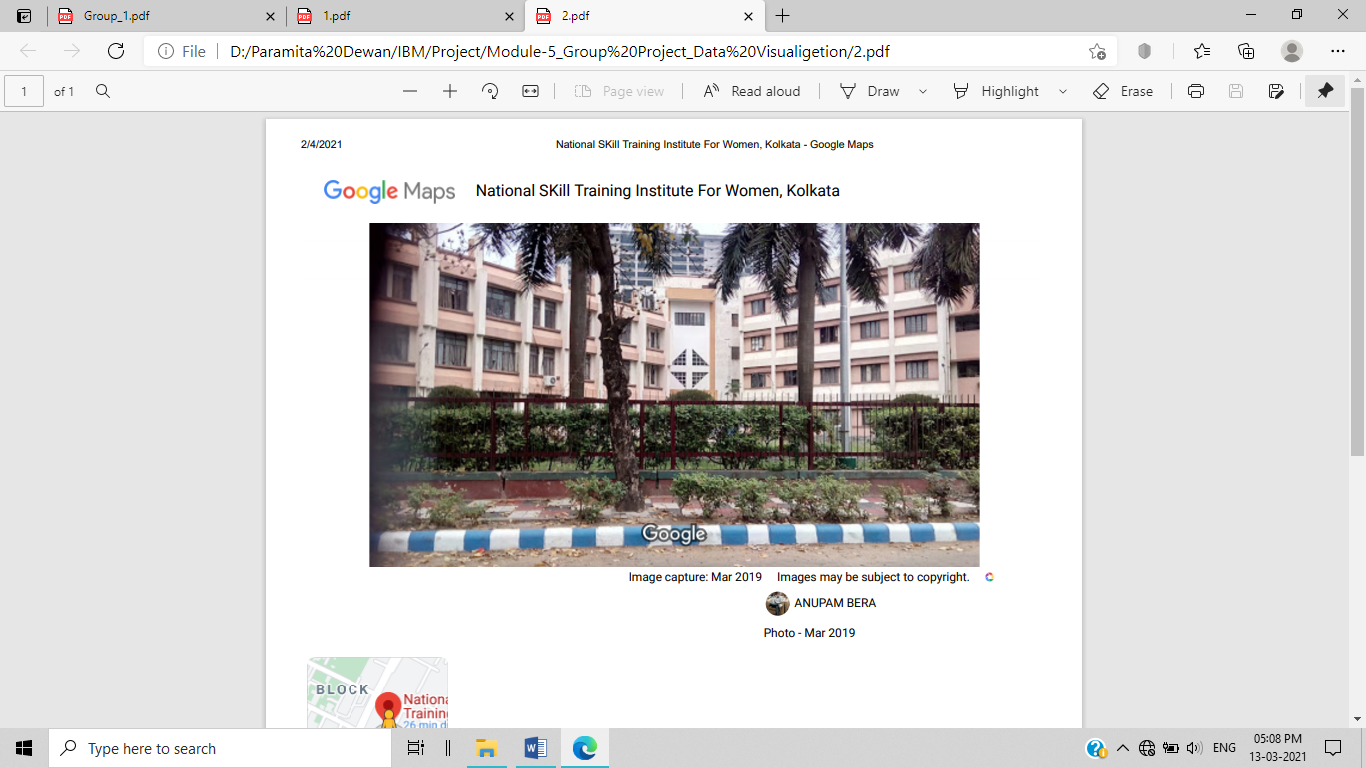 Group_1.pdf
1.pdf
2.pdf
File
D:/Paramita%20Dewan/IBM/Project/Module-5_Group%20Project_Data%20Visualigetion/2.pdf
1 of 1
Page view
Read aloud
Draw
Highlight
Erase
2/4/2021
National SKill Training Institute For Women, Kolkata - Google Maps
Google Maps
National SKill Training Institute For Women, Kolkata
Google
Image capture: Mar 2019 Images may be subject to copyright.
ANUPAM BERA
Photo - Mar 2019
BLOCK
Nationa
Training
26 min d
Type here to search
ENG
05:08 PM
13-03-2021